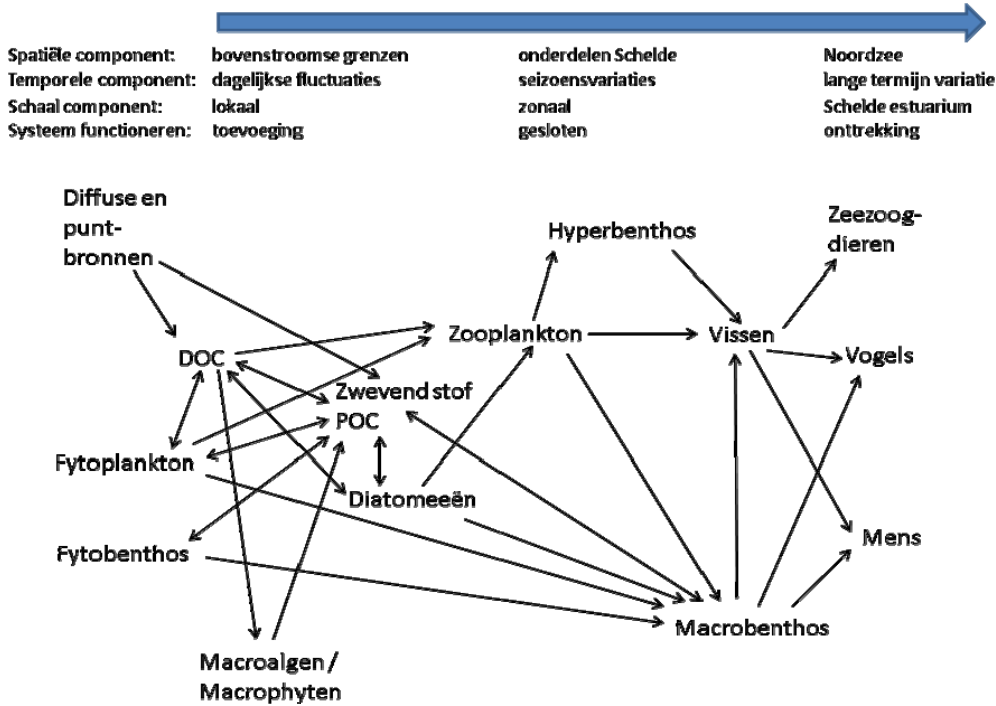 Spatiële component: bovenstroomse grenzen onderdelen Schelde Noordzee
Temporele component: dagelijkse fluctuaties seizoensvariaties lange termijn variatie
Schaal component: lokaal zonaal Schelde estuarium
Systeem functioneren: toevoeging gesloten onttrekking
Diffuse en
punt-
bronnen
Hyperbenthos
Zeezoog-
dieren
DOC
Zooplankton
Vissen
Vogels
Zwevend stof
POC
Fytoplankton
Diatomeeën
Fytobenthos
Mens
Macrobenthos
Macroalgen /
Macrophyten